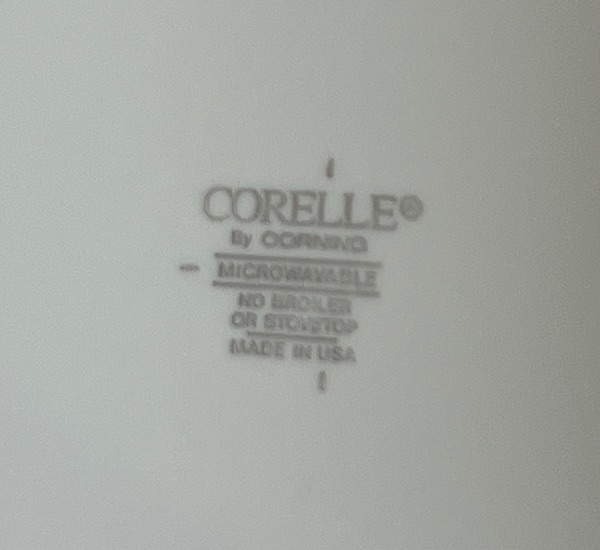 CORELLE®
By CORNING
MICROWAVABLE
NO BROILER
OR STOVETOP
MADE IN USA